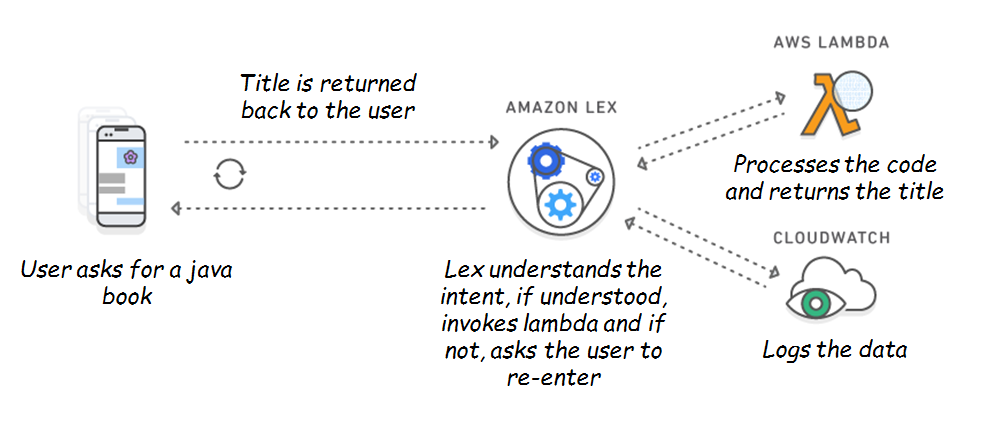 AWS LAMBDA
Title is returned
back to the user
AMAZON LEX
Processes the code
and returns the title
CLOUDWATCH
User asks for a java
book
Lex understands the
intent, if understood,
invokes lambda and if
not, asks the user to
re-enter
Logs the data